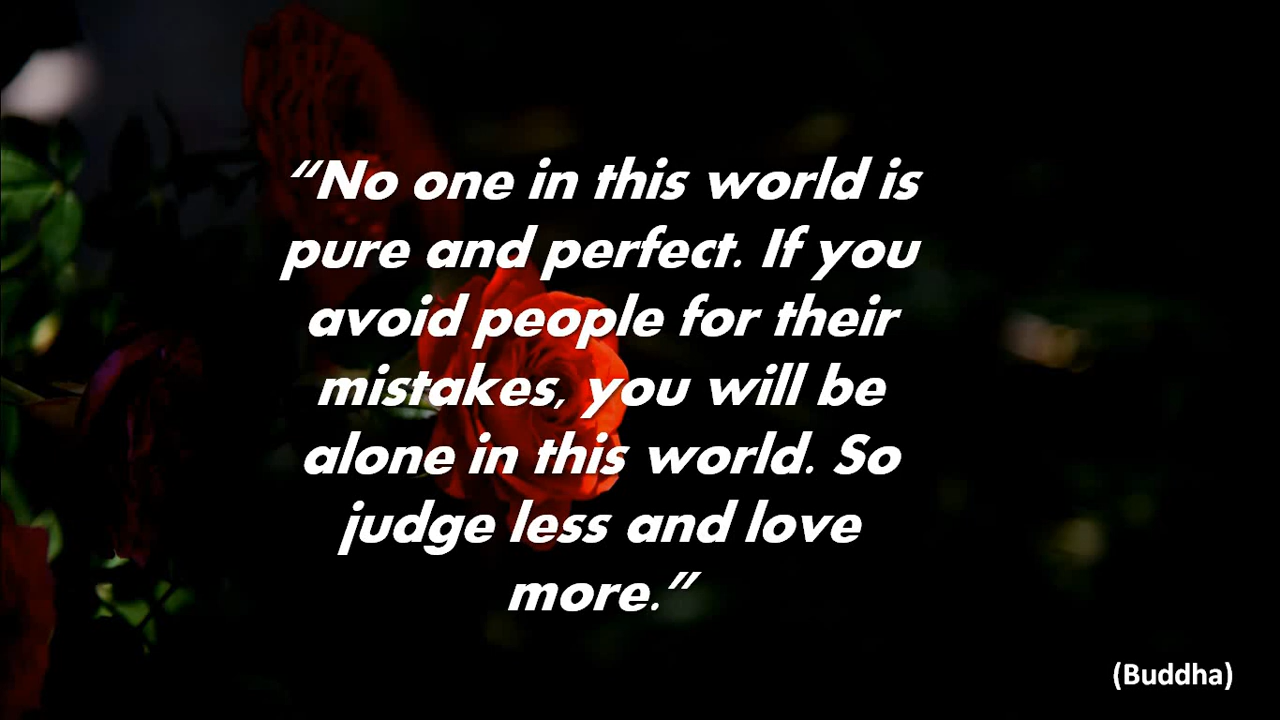 “No one in this world is
pure and perfect. If you
avoid people for their
mistakes, you will be
alone in this world. So
judge less and love
more.”
(Buddha)